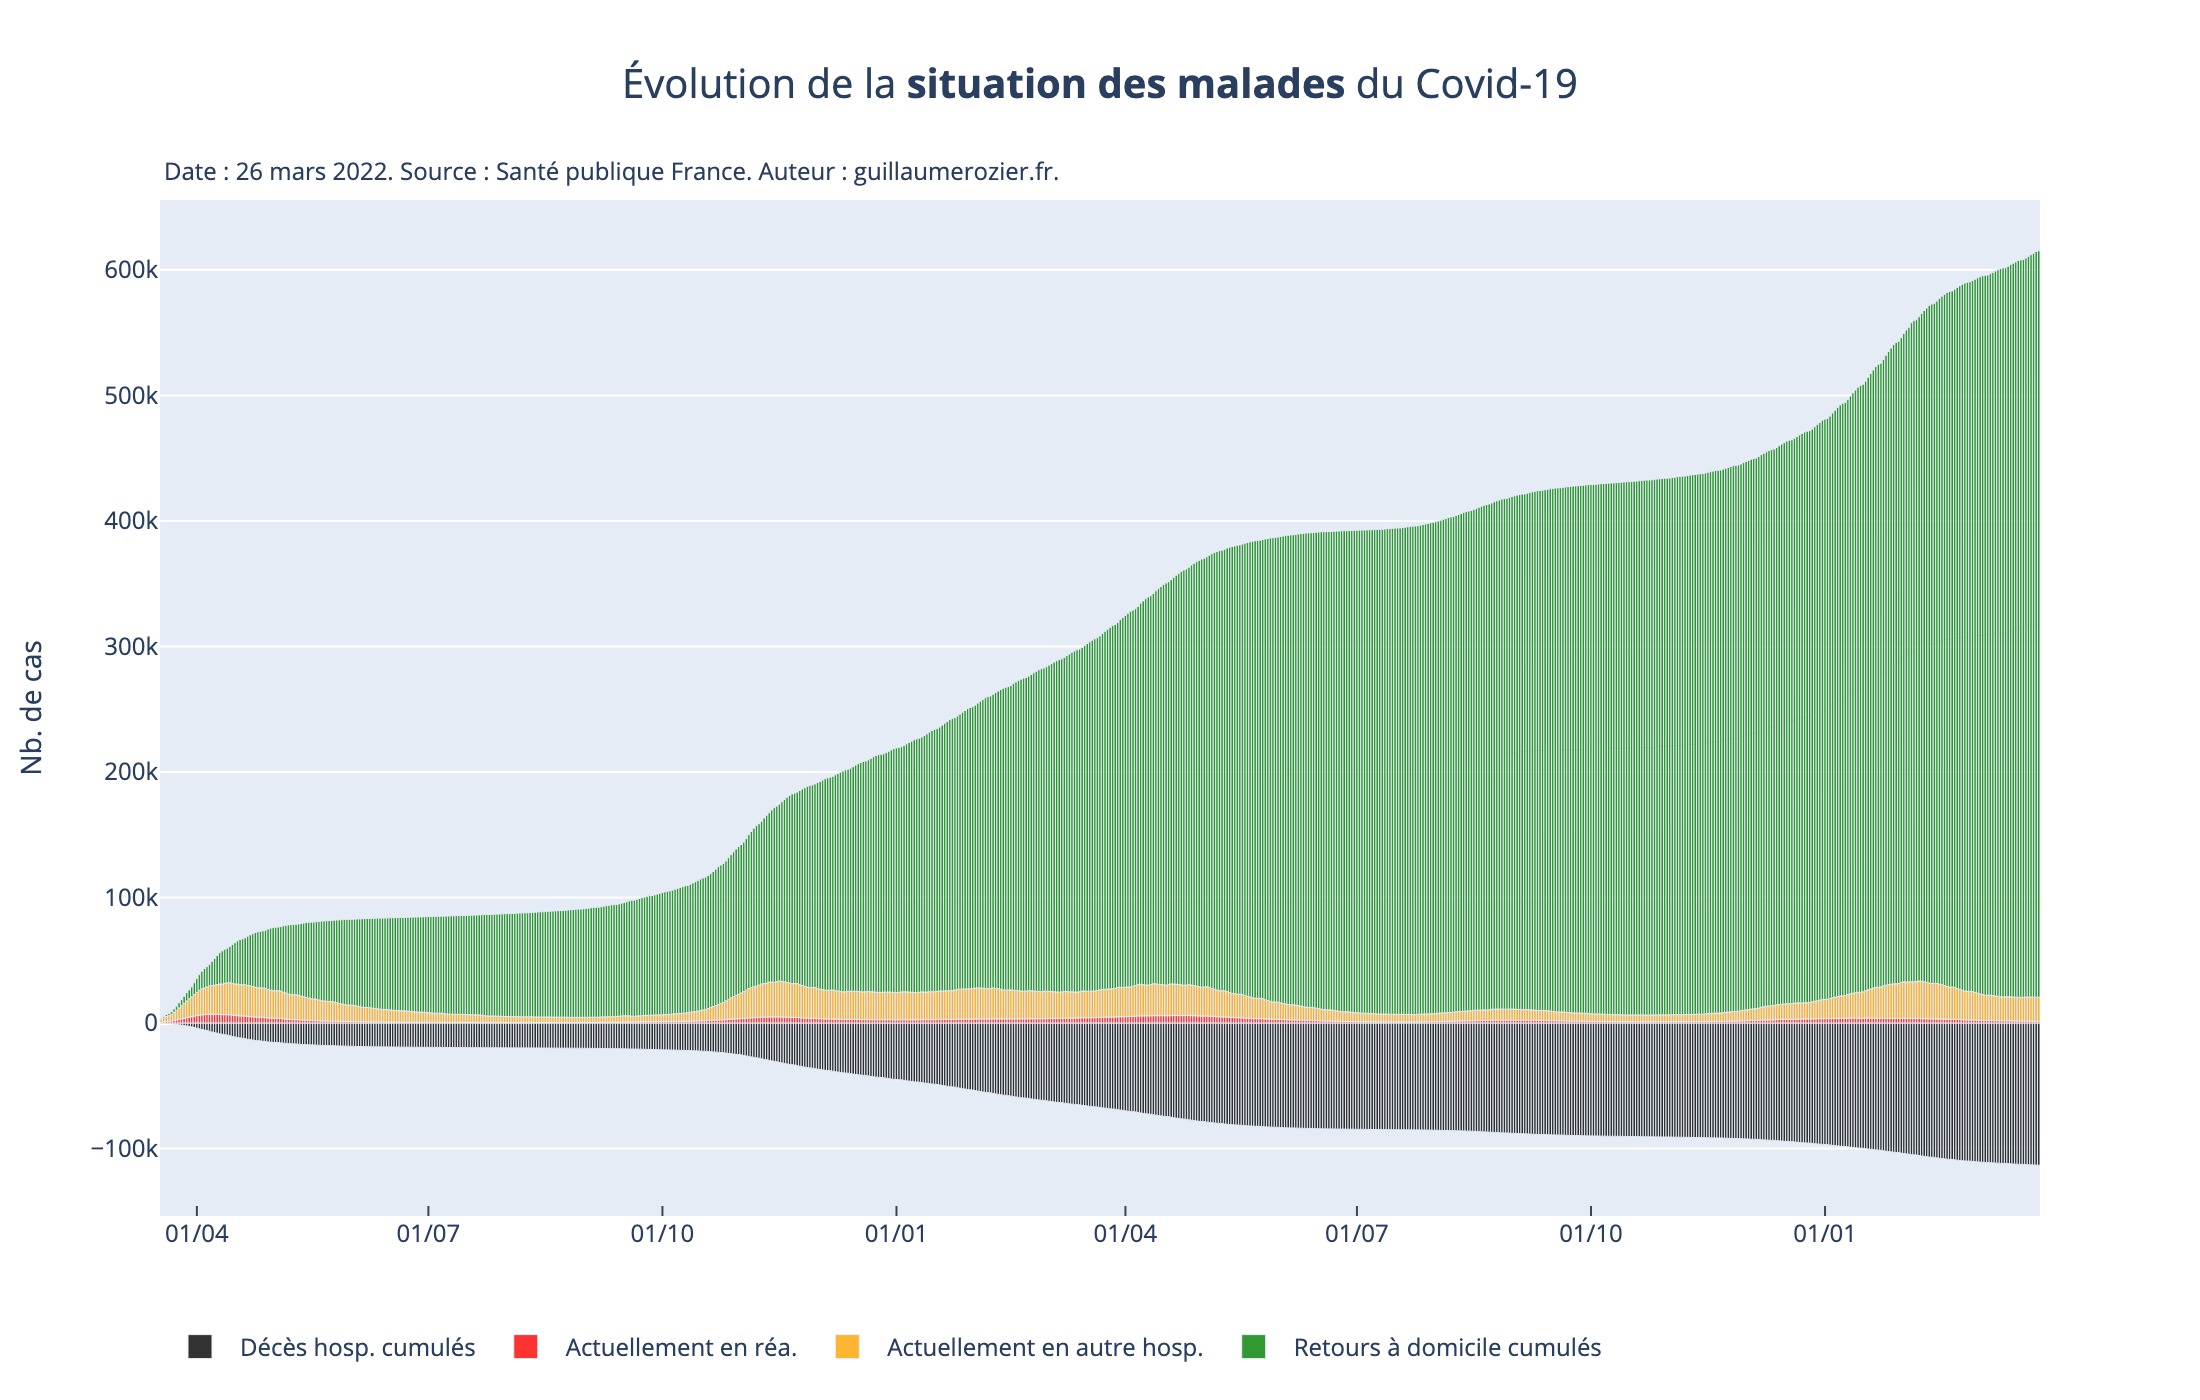 Évolution de la situation des malades du Covid-19
Date : 26 mars 2022. Source : Santé publique France. Auteur : guillaumerozier.fr.
Nb. de cas
600k
500k
400k
300k
200k
100k
0
−100k
01/04 01/07 01/10 01/01 01/04 01/07 01/10 01/01
Décès hosp. cumulés Actuellement en réa. Actuellement en autre hosp. Retours à domicile cumulés